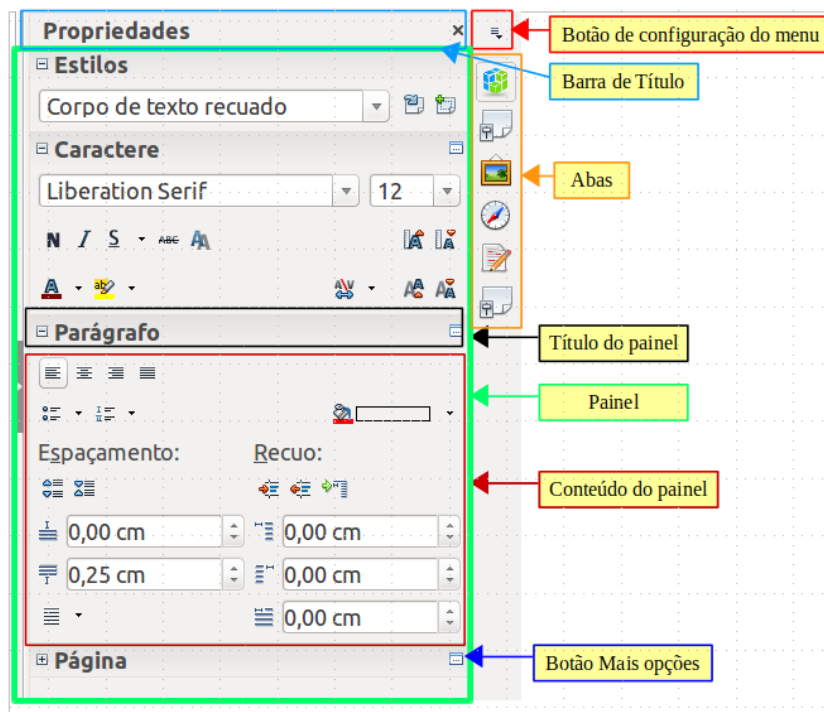 Propriedades
Botão de configuração do menu
Estilos
Barra de Título
Corpo de texto recuado
Caractere
Liberation Serif
12
Abas
N I S ABC A
Parágrafo
Título do painel
Painel
Espaçamento:
Recuo:
Conteúdo do painel
0,00 cm
0,00 cm
0,25 cm
0,00 cm
0,00 cm
Página
Botão Mais opções